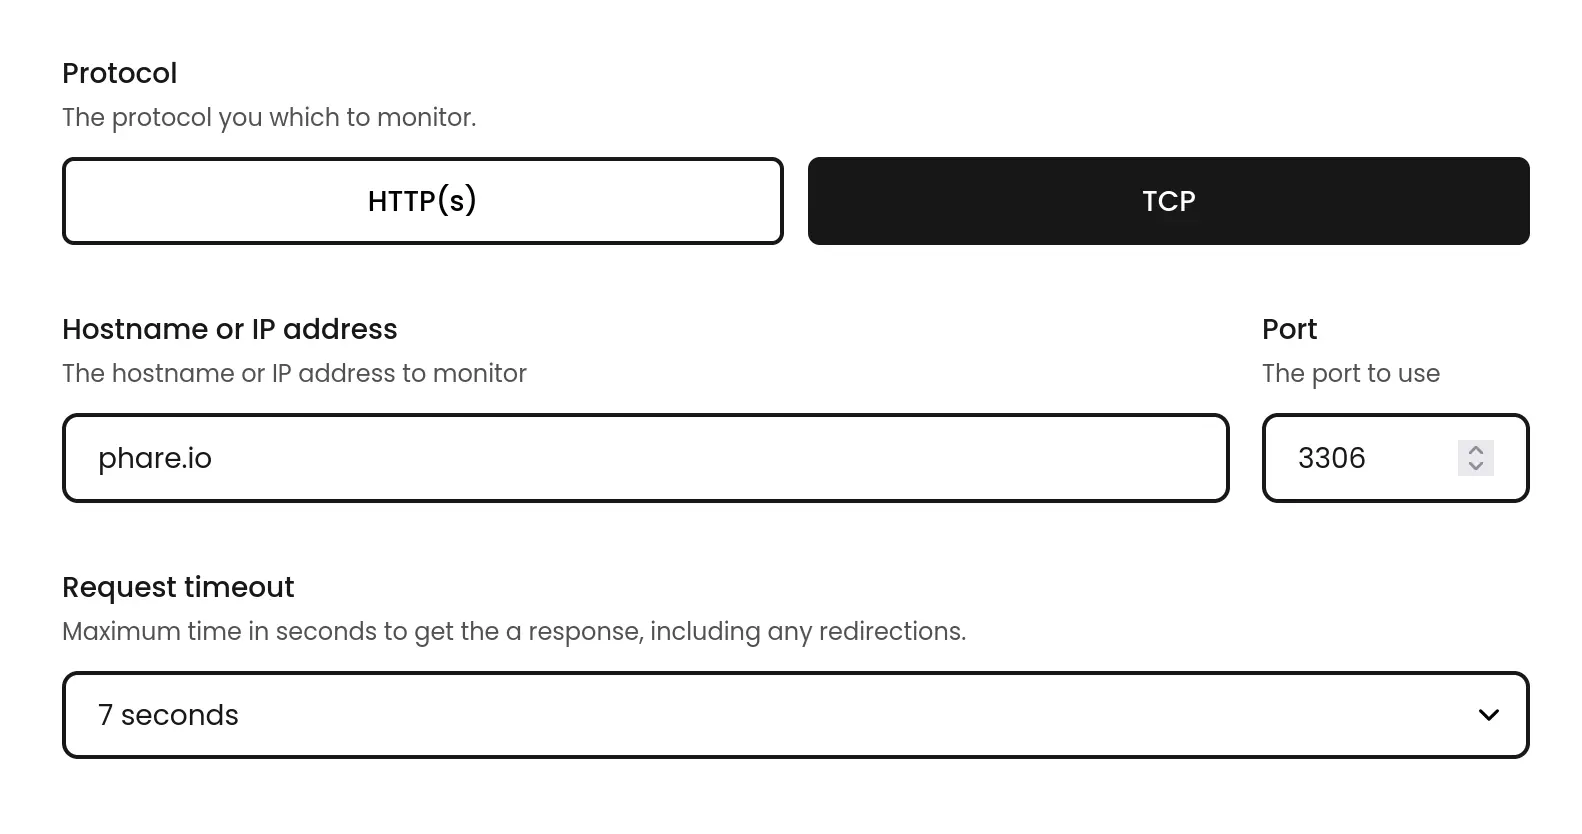 Protocol
The protocol you which to monitor.
HTTP(s)
TCP
Hostname or IP address
The hostname or IP address to monitor
phare.io
Port
The port to use
3306
Request timeout
Maximum time in seconds to get the a response, including any redirections.
7 seconds